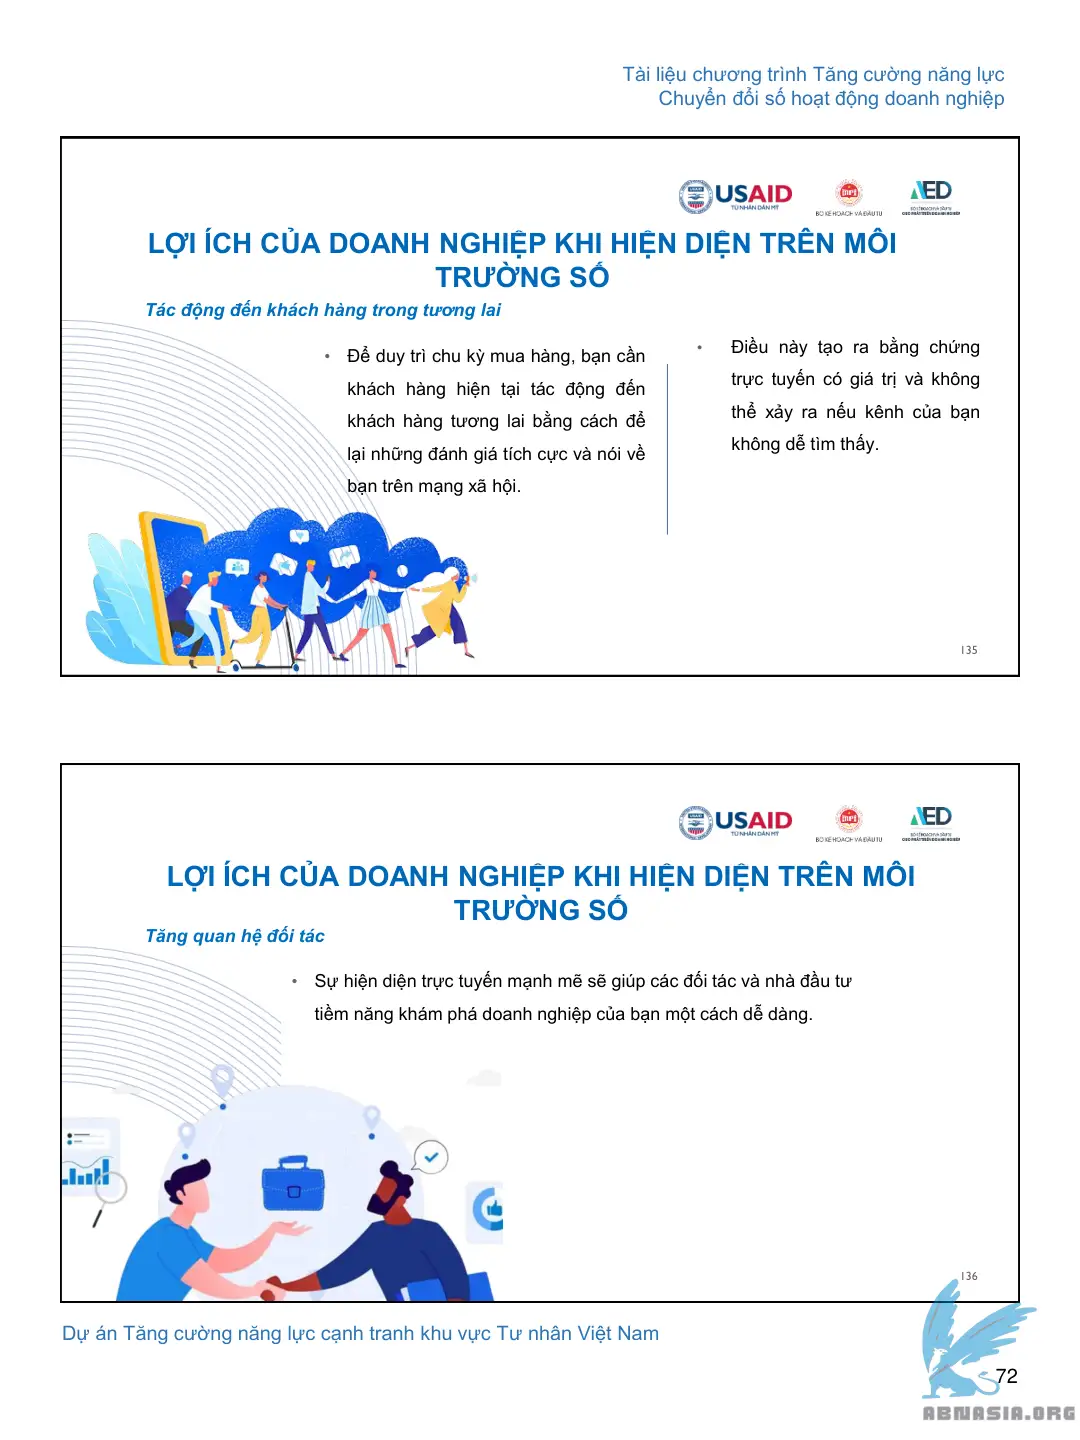 Tài liệu chương trình Tăng cường năng lực
Chuyển đổi số hoạt động doanh nghiệp
USAID
TỪ NHÂN DÂN MỸ
BỘ KẾ HOẠCH VÀ ĐẦU TƯ
AED
LỢI ÍCH CỦA DOANH NGHIỆP KHI HIỆN DIỆN TRÊN MÔI
TRƯỜNG SỐ
Tác động đến khách hàng trong tương lai
• Để duy trì chu kỳ mua hàng, bạn cần
khách hàng hiện tại tác động đến
khách hàng tương lai bằng cách để
lại những đánh giá tích cực và nói về
bạn trên mạng xã hội.
• Điều này tạo ra bằng chứng
trực tuyến có giá trị và không
thể xảy ra nếu kênh của bạn
không dễ tìm thấy.
135
USAID
TỪ NHÂN DÂN MỸ
BỘ KẾ HOẠCH VÀ ĐẦU TƯ
AED
LỢI ÍCH CỦA DOANH NGHIỆP KHI HIỆN DIỆN TRÊN MÔI
TRƯỜNG SỐ
Tăng quan hệ đối tác
• Sự hiện diện trực tuyến mạnh mẽ sẽ giúp các đối tác và nhà đầu tư
tiềm năng khám phá doanh nghiệp của bạn một cách dễ dàng.
136
Dự án Tăng cường năng lực cạnh tranh khu vực Tư nhân Việt Nam
72
ABNASIA.ORG